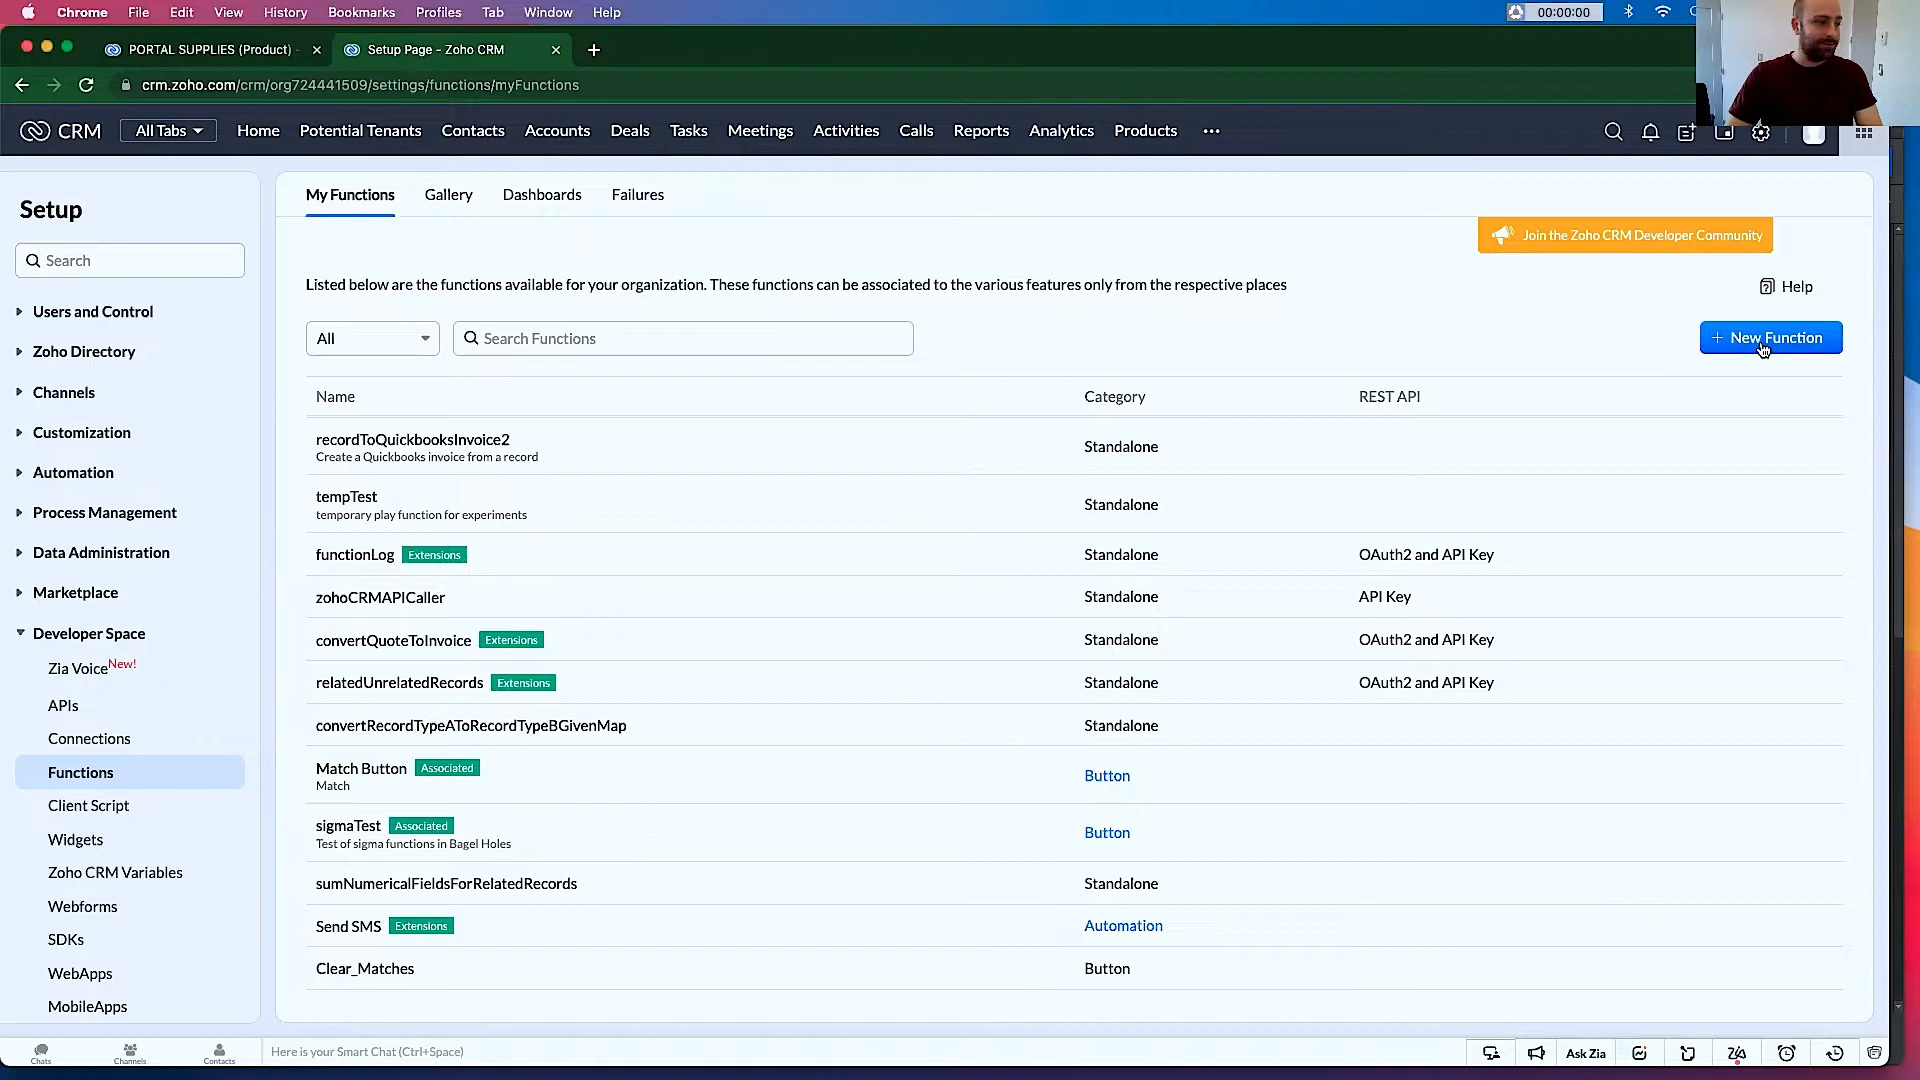 Chrome File Edit View History Bookmarks Profiles Tab Window Help 00:00:00
PORTAL SUPPLIES (Product) - Setup Page - Zoho CRM
crm.zoho.com/crm/org724441509/settings/functions/myFunctions
CRM All Tabs Home Potential Tenants Contacts Accounts Deals Tasks Meetings Activities Calls Reports Analytics Products
Setup
Search
Users and Control
Zoho Directory
Channels
Customization
Automation
Process Management
Data Administration
Marketplace
Developer Space
Zia Voice New!
APIs
Connections
Functions
Client Script
Widgets
Zoho CRM Variables
Webforms
SDKs
WebApps
MobileApps
My Functions Gallery Dashboards Failures
Join the Zoho CRM Developer Community
Listed below are the functions available for your organization. These functions can be associated to the various features only from the respective places
Help
All Search Functions
+ New Function
Name Category REST API
recordToQuickbooksInvoice2 Standalone
Create a Quickbooks invoice from a record
tempTest Standalone
temporary play function for experiments
functionLog Extensions Standalone OAuth2 and API Key
zohoCRMAPICaller Standalone API Key
convertQuoteToInvoice Extensions Standalone OAuth2 and API Key
relatedUnrelatedRecords Extensions Standalone OAuth2 and API Key
convertRecordTypeAToRecordTypeBGivenMap Standalone
Match Button Associated Button
Match
sigmaTest Associated Button
Test of sigma functions in Bagel Holes
sumNumericalFieldsForRelatedRecords Standalone
Send SMS Extensions Automation
Clear_Matches Button
Chats Channels Contacts Here is your Smart Chat (Ctrl+Space) Ask Zia